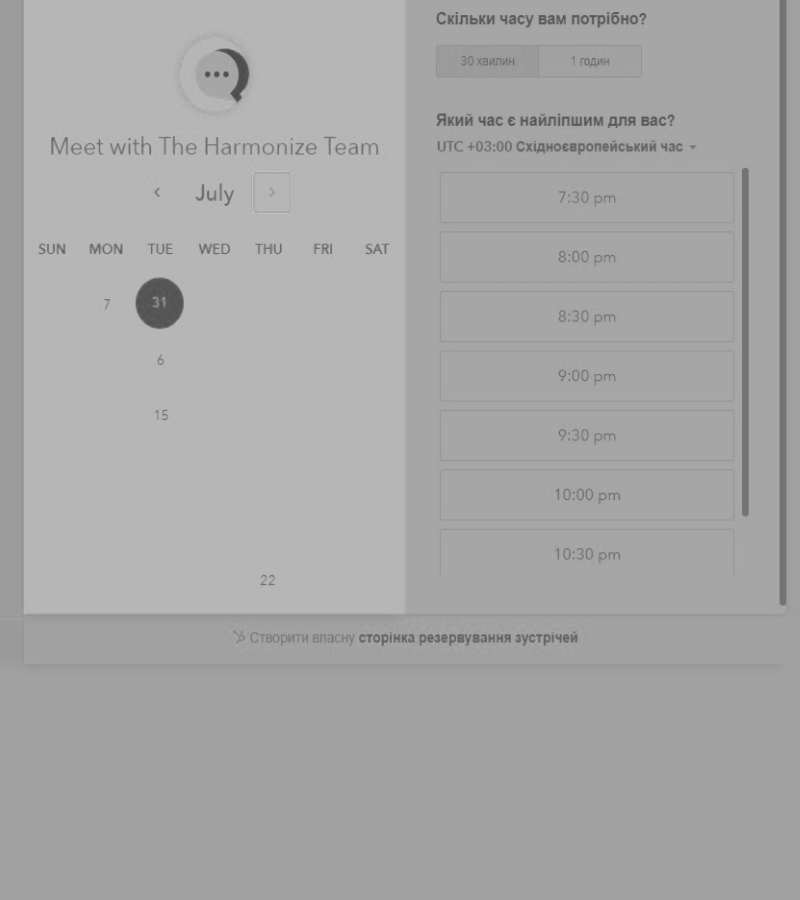 Meet with The Harmonize Team
July
SUN MON TUE WED THU FRI SAT
7 31
6
15
22
Скільки часу вам потрібно?
30 хвилин 1 годин
Який час є найліпшим для вас?
UTC +03:00 Східноєвропейський час
7:30 pm
8:00 pm
8:30 pm
9:00 pm
9:30 pm
10:00 pm
10:30 pm
Створити власну сторінка резервування зустрічей